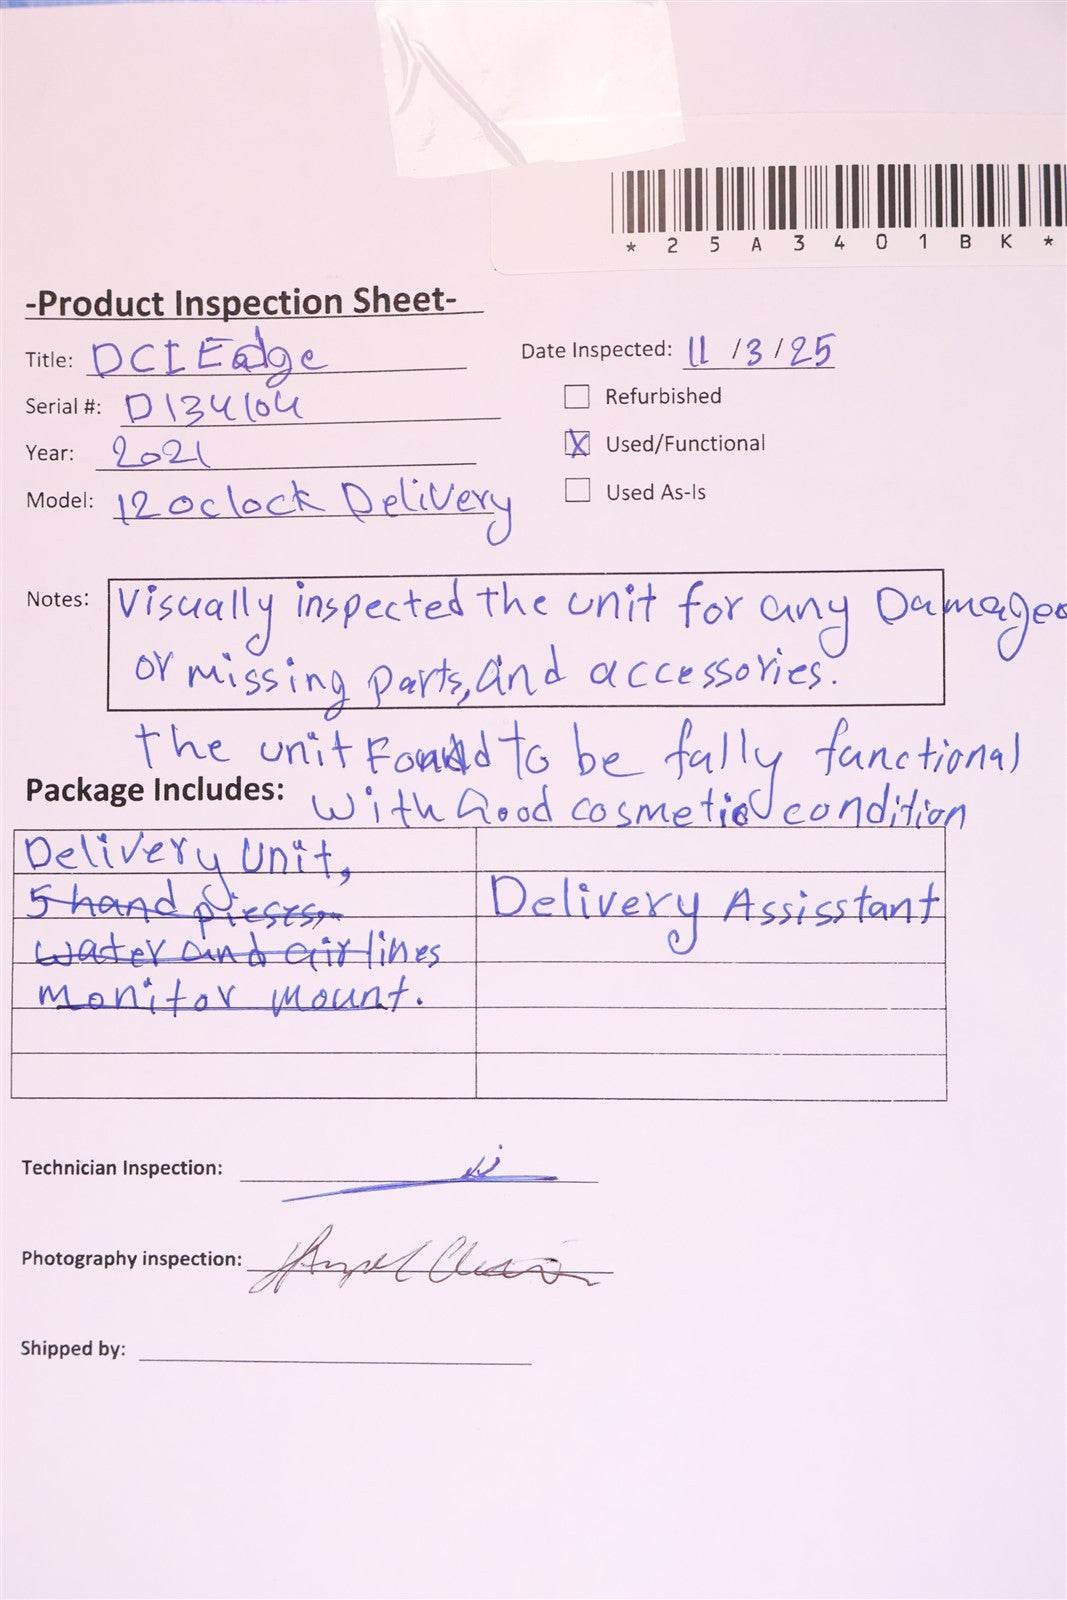 * 2 5 A 3 4 0 1 B K *
-Product Inspection Sheet-
Title: DCI Edge
Date Inspected: 11/3/25
Refurbished
Serial #: D134104
X Used/Functional
Year: 2021
Used As-Is
Model: 12 oclock Delivery
Notes: Visually inspected the unit for any Damages
or missing parts, and accessories.
the unit Found to be fully functional
Package Includes: with Good cosmetic condition
Delivery Unit,
5 hand pieses,
Delivery Assisstant
water and air lines
monitor mount.
Technician Inspection:
Photography inspection:
Shipped by: